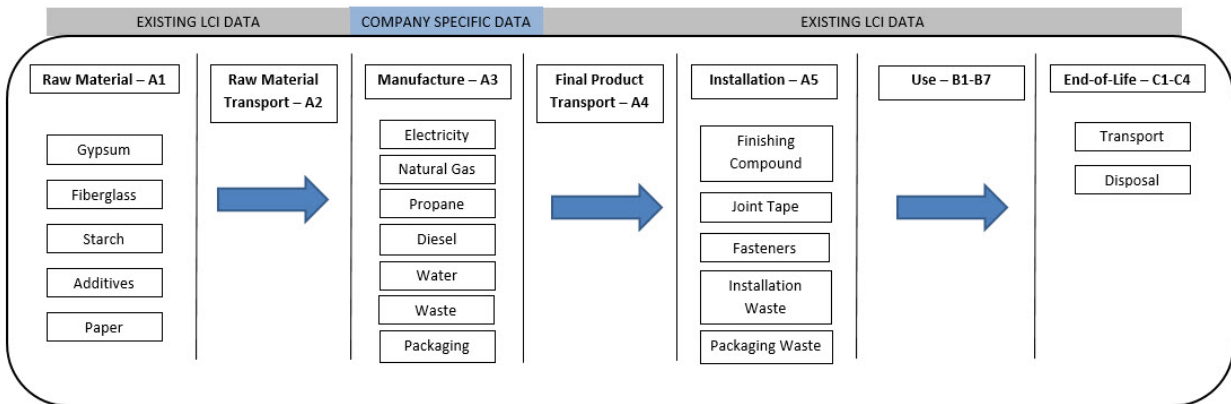 EXISTING LCI DATA
COMPANY SPECIFIC DATA
EXISTING LCI DATA
Raw Material – A1
Gypsum
Fiberglass
Starch
Additives
Paper
Raw Material
Transport – A2
Manufacture – A3
Electricity
Natural Gas
Propane
Diesel
Water
Waste
Packaging
Final Product
Transport – A4
Installation – A5
Finishing
Compound
Joint Tape
Fasteners
Installation
Waste
Packaging Waste
Use – B1-B7
End-of-Life – C1-C4
Transport
Disposal